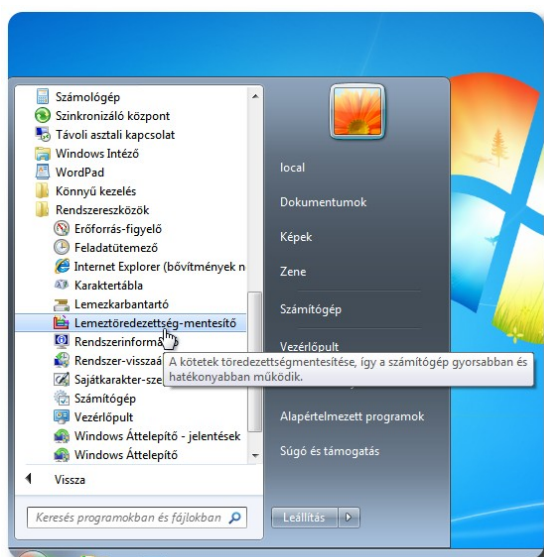 Számológép
Szinkronizáló központ
Távoli asztali kapcsolat
Windows Intéző
WordPad
Könnyű kezelés
Rendszereszközök
Erőforrás-figyelő
Feladatütemező
Internet Explorer (bővítmények n
Karaktertábla
Lemezkarbantartó
Lemeztöredezettség-mentesítő
Rendszerinformáció
Rendszer-visszaá
Sajátkarakter-sze
Számítógép
Vezérlőpult
Windows Áttelepítő - jelentések
Windows Áttelepítő
Vissza
Keresés programokban és fájlokban
local
Dokumentumok
Képek
Zene
Számítógép
Vezérlőpult
A kötetek töredezettségmentesítése, így a számítógép gyorsabban és
hatékonyabban működik.
Alapértelmezett programok
Súgó és támogatás
Leállítás